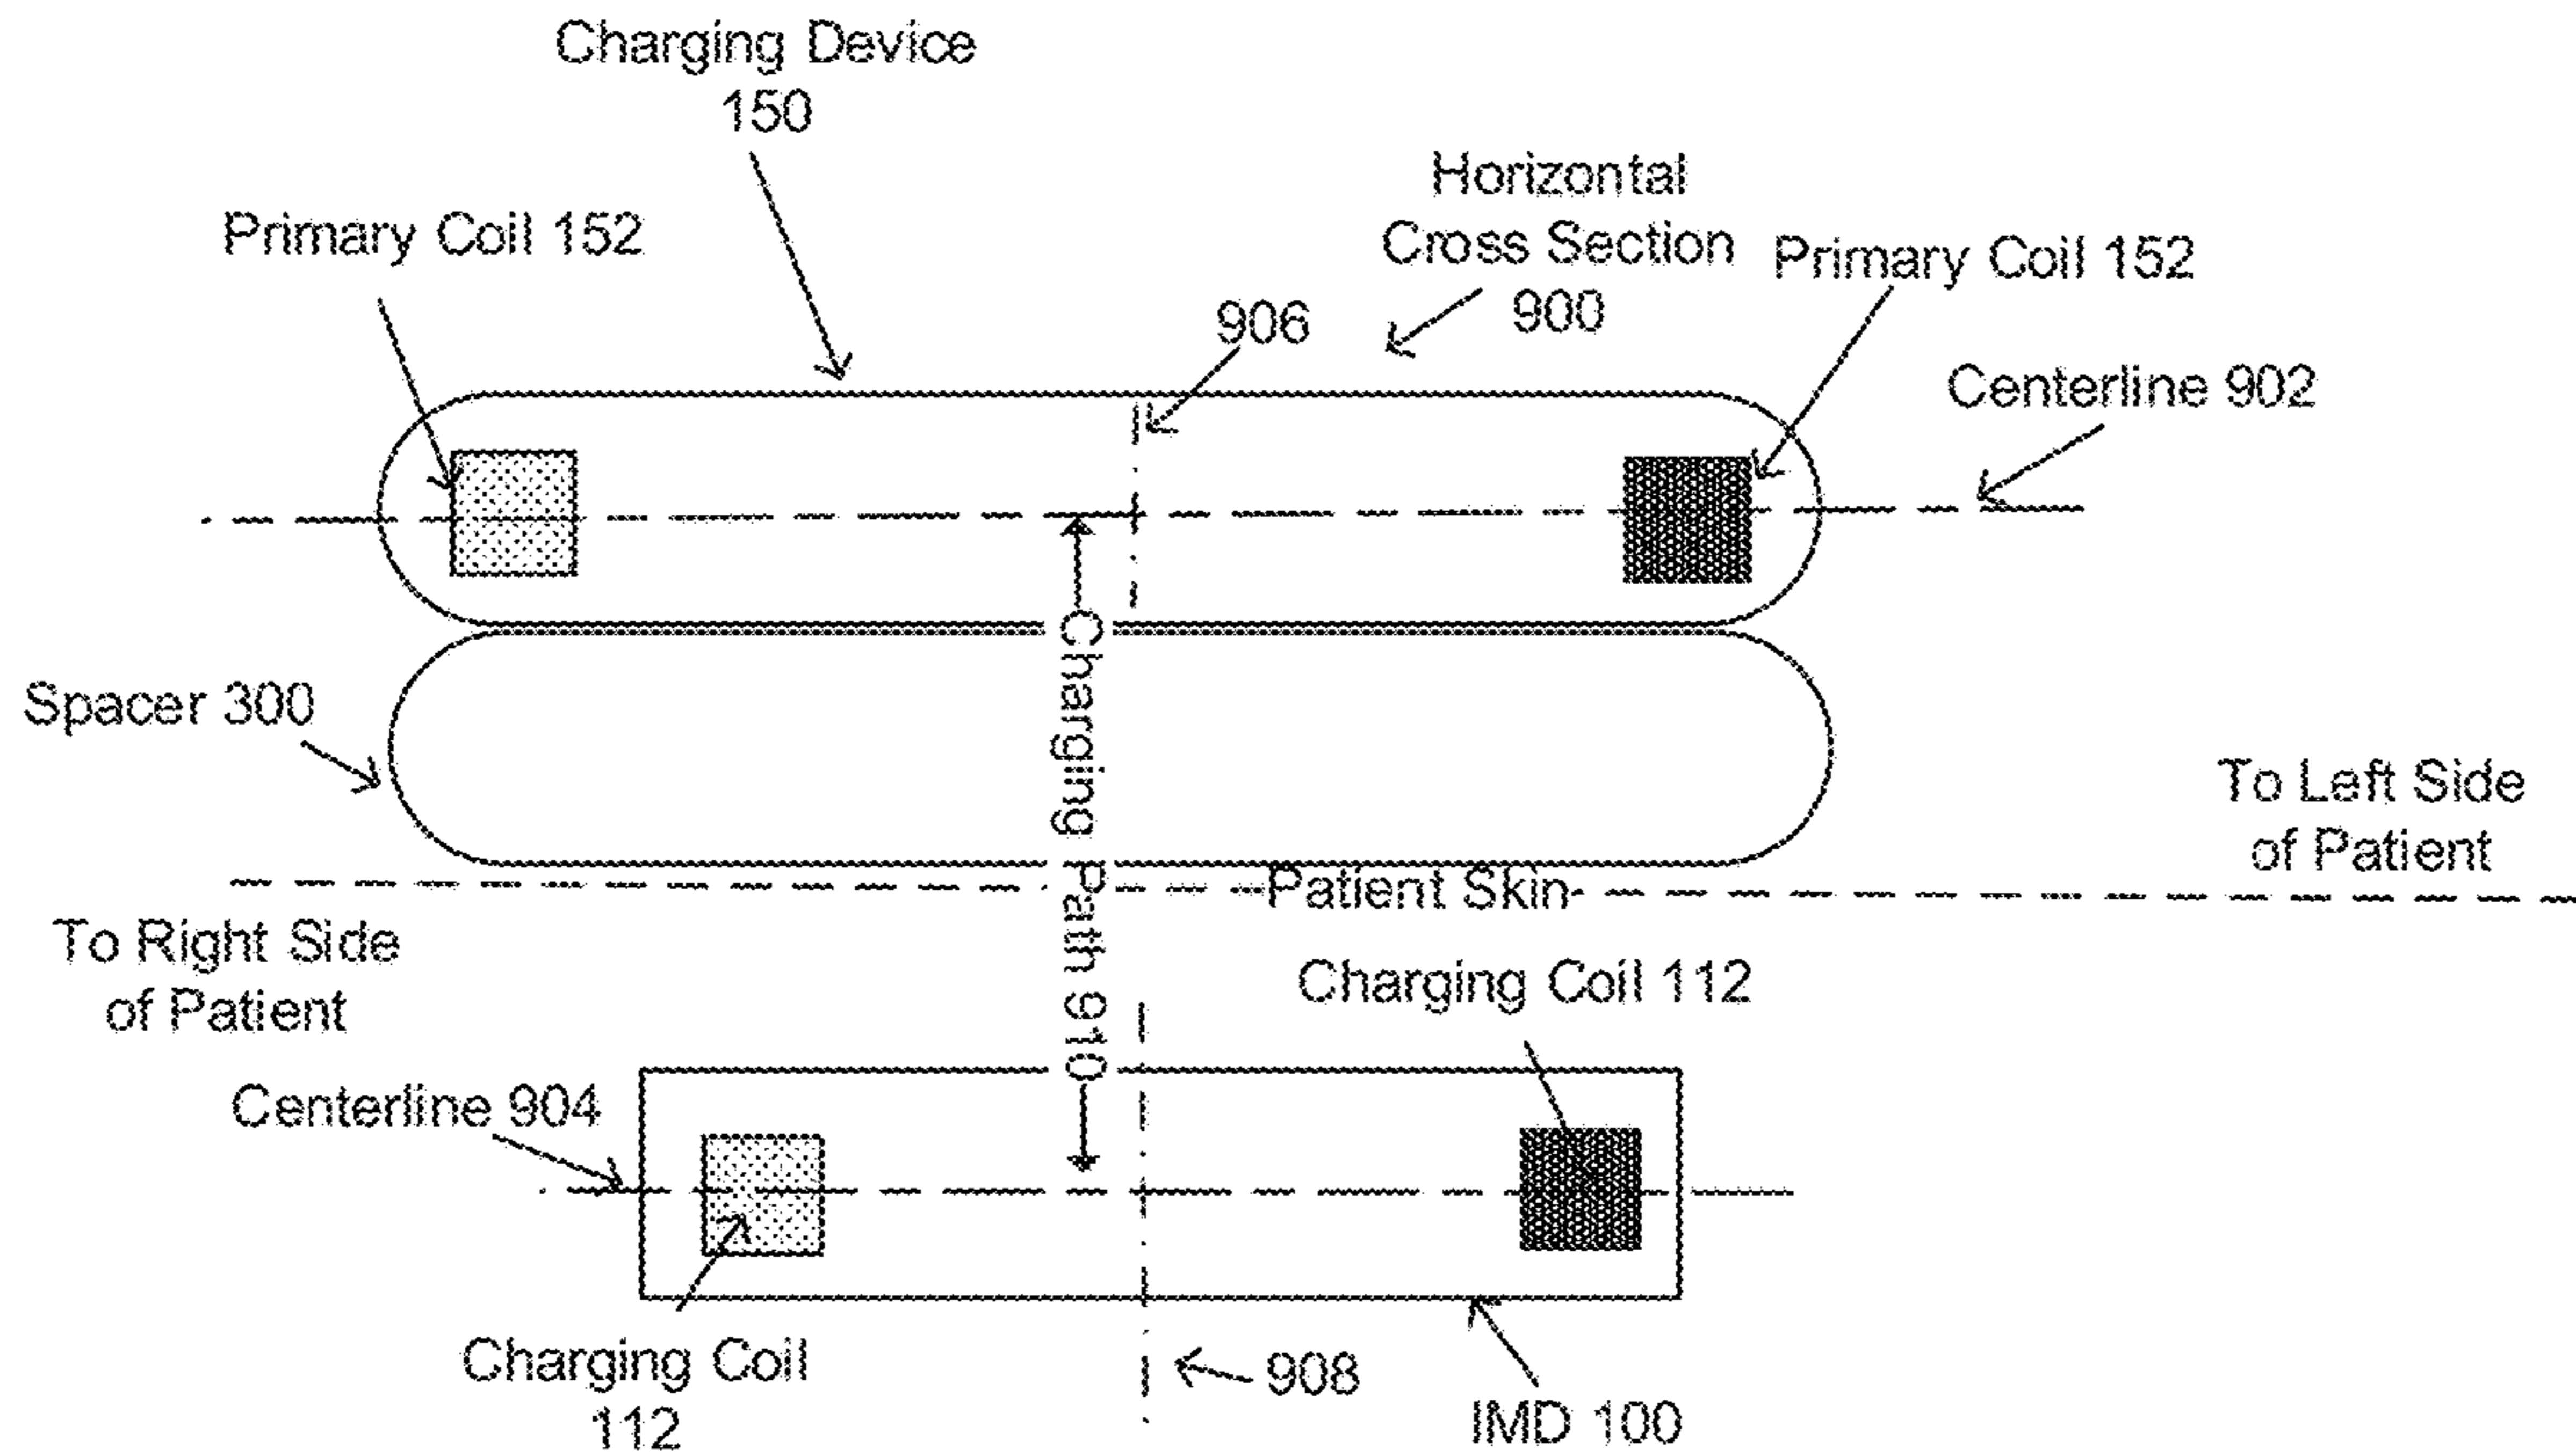 Charging Device
150
Horizontal
Cross Section
900
Primary Coil 152
Primary Coil 152
906
Centerline 902
Spacer 300
Charging Path 910
To Left Side
of Patient
Patient Skin
To Right Side
of Patient
Charging Coil 112
Centerline 904
Charging Coil
112
908
IMD 100